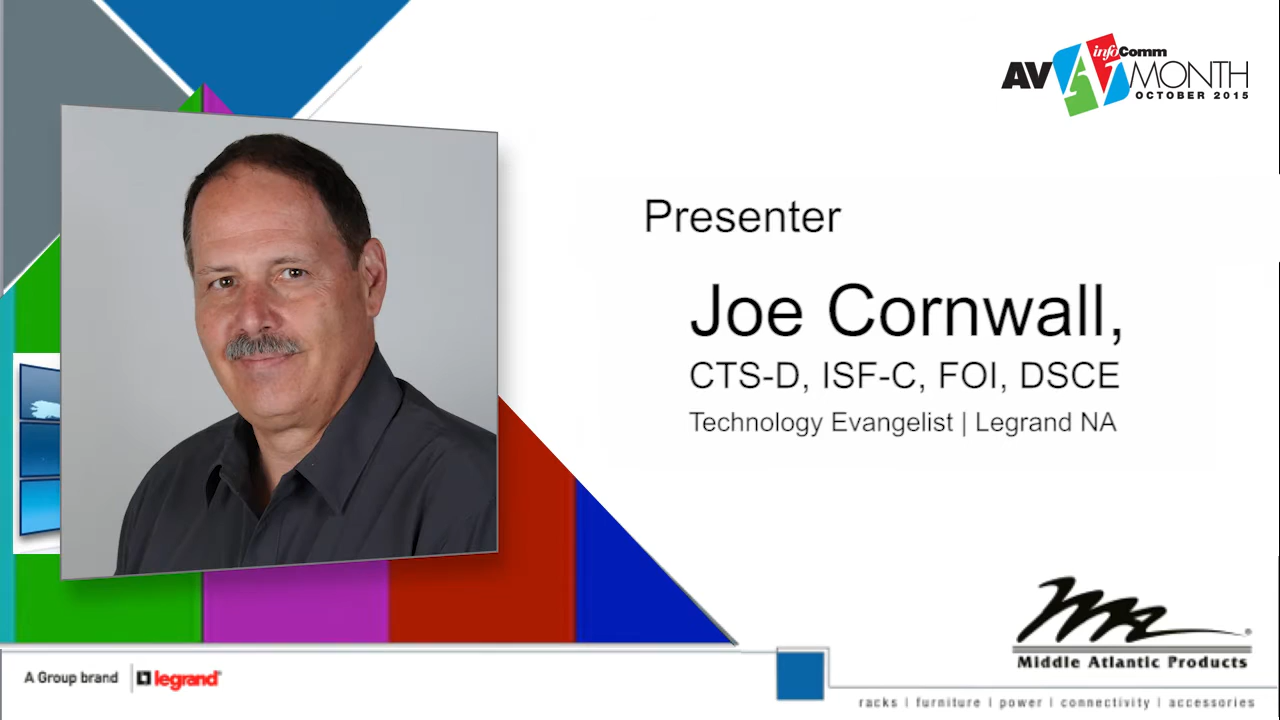 infoComm
AV AV MONTH
OCTOBER 2015
Presenter
Joe Cornwall,
CTS-D, ISF-C, FOI, DSCE
Technology Evangelist | Legrand NA
Middle Atlantic Products
A Group brand legrand
racks | furniture | power | connectivity | accessories